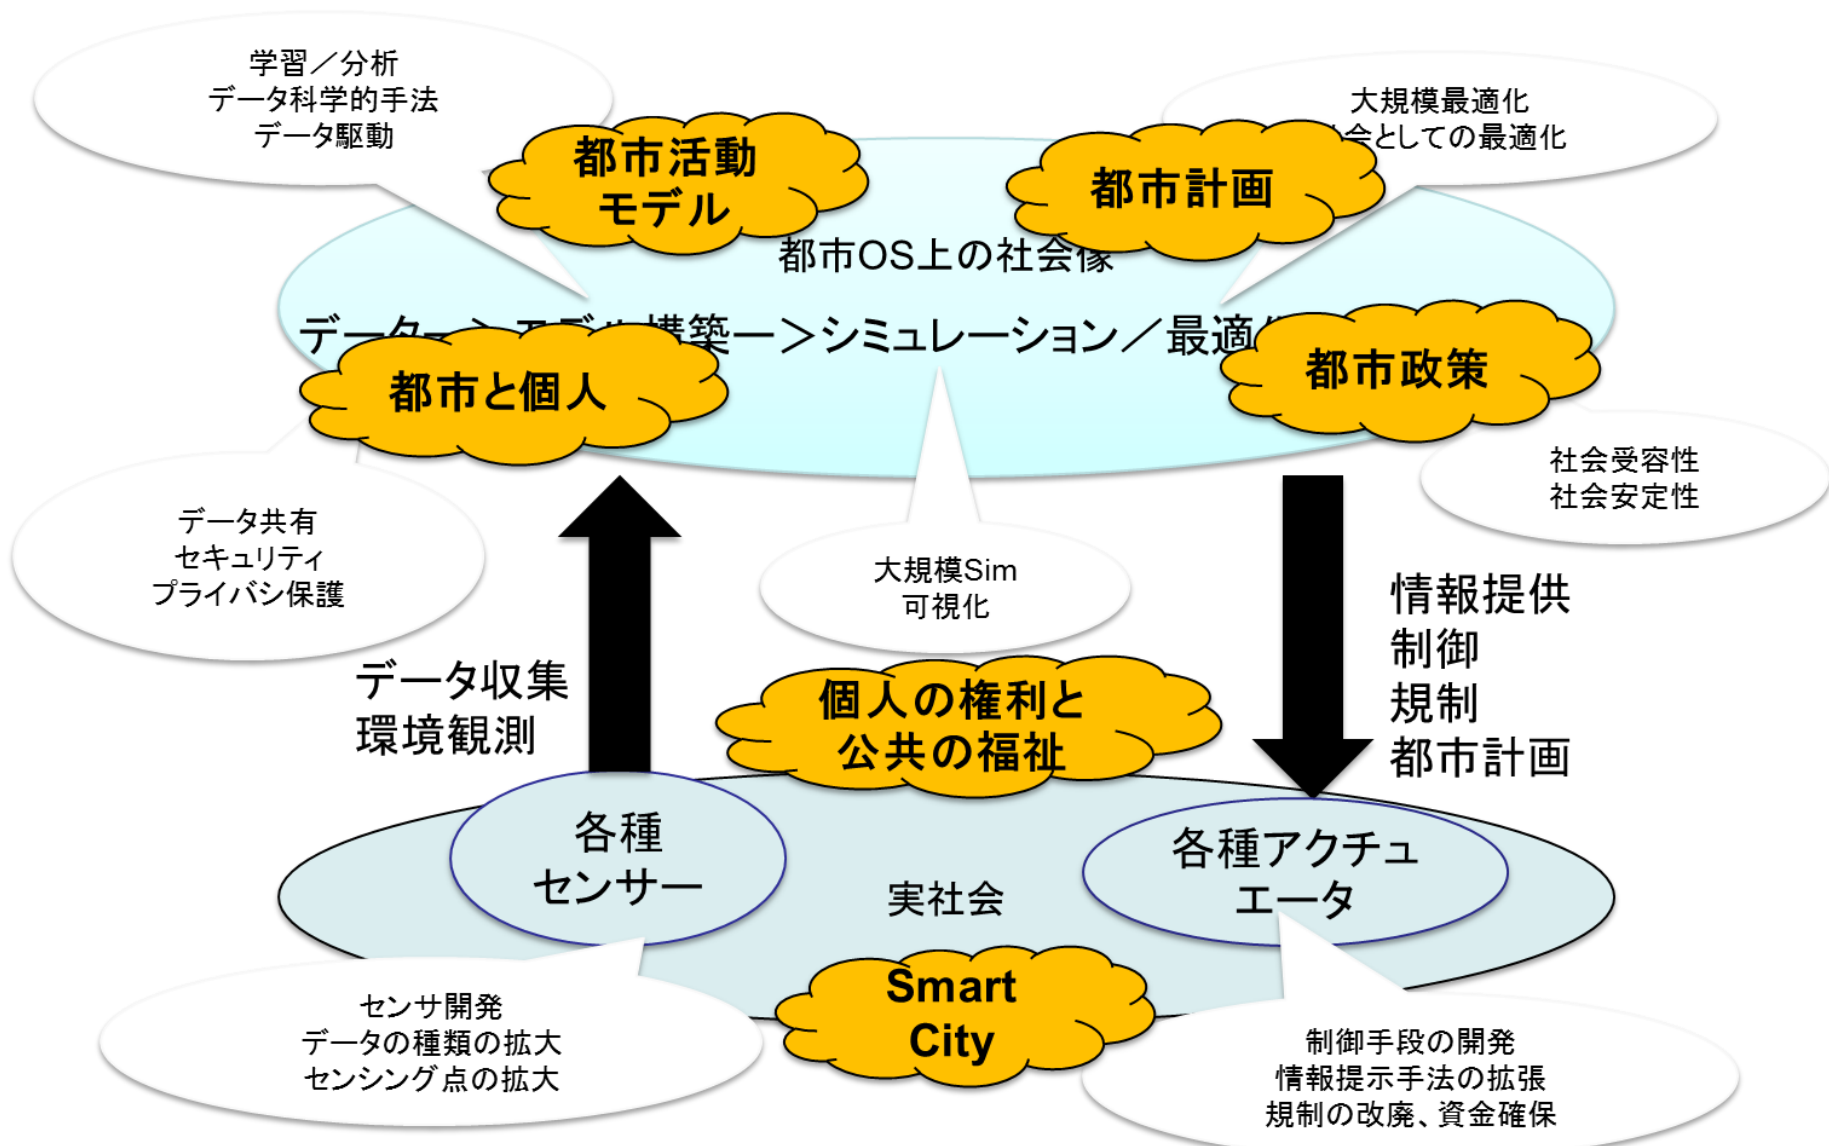 学習／分析
データ科学的手法
データ駆動
都市活動
モデル
都市計画
大規模最適化
会としての最適化
都市OS上の社会像
データー＞モデル構築ー＞シミュレーション／最適化
都市と個人
都市政策
データ共有
セキュリティ
プライバシ保護
大規模Sim
可視化
社会受容性
社会安定性
データ収集
環境観測
情報提供
制御
規制
都市計画
個人の権利と
公共の福祉
各種
センサー
実社会
各種アクチュ
エータ
Smart
City
センサ開発
データの種類の拡大
センシング点の拡大
制御手段の開発
情報提示手法の拡張
規制の改廃、資金確保